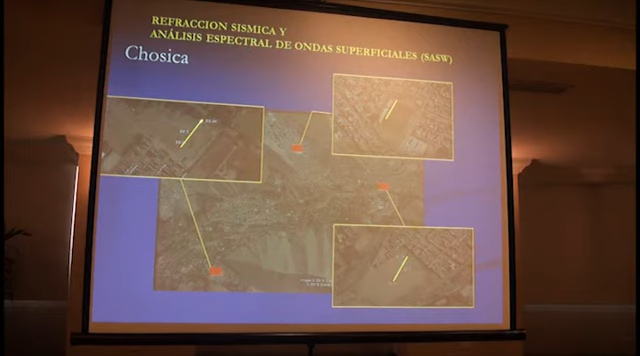 REFRACCION SISMICA Y
ANÁLISIS ESPECTRAL DE ONDAS SUPERFICIALES (SASW)
Chosica